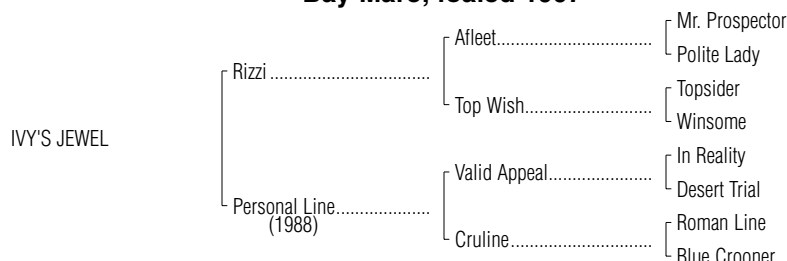 Bay Mare; foaled 1997
Mr. Prospector
Afleet..................................
Polite Lady
Rizzi ..................................
Topsider
Top Wish...........................
Winsome
IVY'S JEWEL
In Reality
Valid Appeal......................
Desert Trial
Personal Line....................
(1988)
Roman Line
Cruline..............................
Blue Crooner